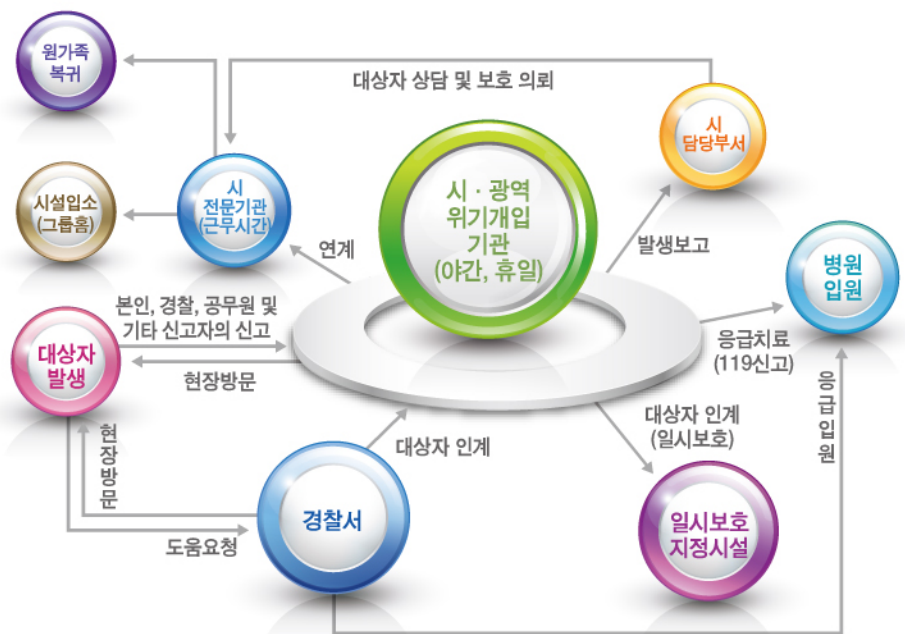 원가족
복귀
대상자 상담 및 보호 의뢰
시
담당부서
시설입소
(그룹홈)
시
전문기관
(근무시간)
시 · 광역
위기개입
기관
(야간, 휴일)
연계
발생보고
병원
입원
본인, 경찰, 공무원 및
기타 신고자의 신고
대상자
발생
현장방문
응급치료
(119신고)
현장방문
대상자 인계
대상자 인계
(일시보호)
응급입원
경찰서
도움요청
일시보호
지정시설